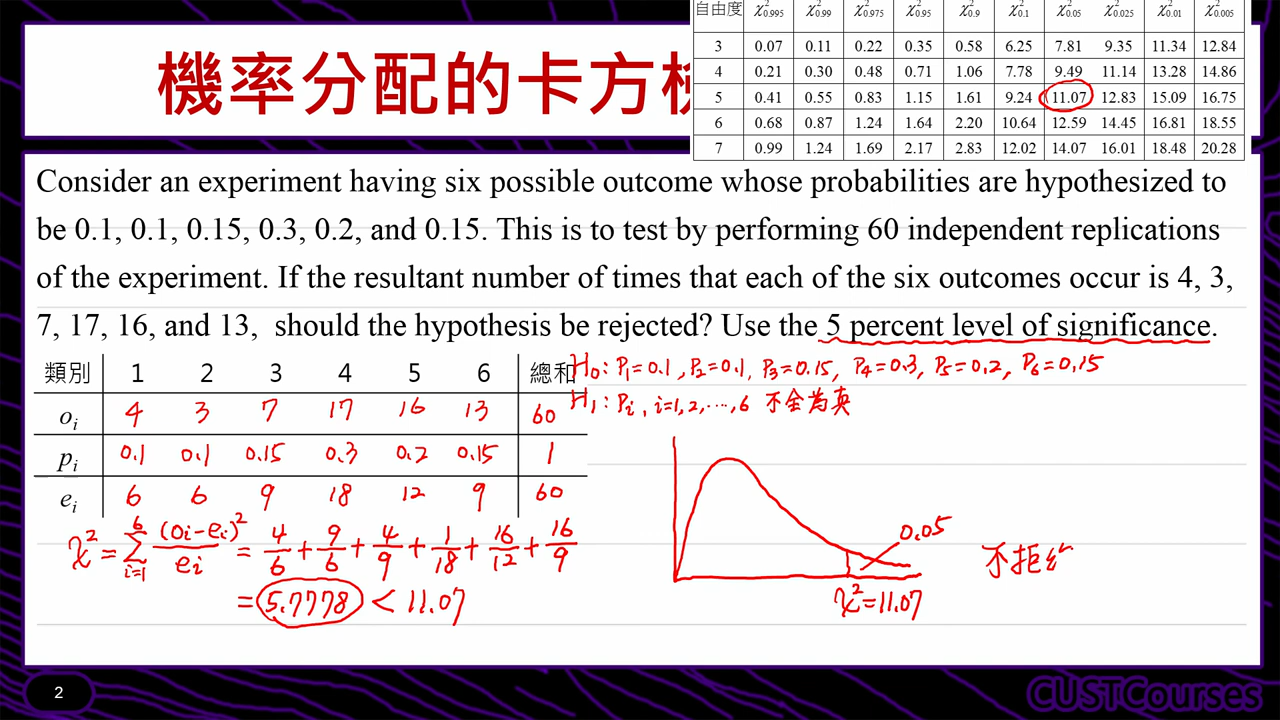 自由度 χ²0.995 χ²0.99 χ²0.975 χ²0.95 χ²0.9 χ²0.1 χ²0.05 χ²0.025 χ²0.01 χ²0.005
3 0.07 0.11 0.22 0.35 0.58 6.25 7.81 9.35 11.34 12.84
4 0.21 0.30 0.48 0.71 1.06 7.78 9.49 11.14 13.28 14.86
5 0.41 0.55 0.83 1.15 1.61 9.24 11.07 12.83 15.09 16.75
6 0.68 0.87 1.24 1.64 2.20 10.64 12.59 14.45 16.81 18.55
7 0.99 1.24 1.69 2.17 2.83 12.02 14.07 16.01 18.48 20.28
機率分配的卡方
Consider an experiment having six possible outcome whose probabilities are hypothesized to
be 0.1, 0.1, 0.15, 0.3, 0.2, and 0.15. This is to test by performing 60 independent replications
of the experiment. If the resultant number of times that each of the six outcomes occur is 4, 3,
7, 17, 16, and 13, should the hypothesis be rejected? Use the 5 percent level of significance.
類別 1 2 3 4 5 6 總和
oi 4 3 7 17 16 13 60
pi 0.1 0.1 0.15 0.3 0.2 0.15 1
ei 6 6 9 18 12 9 60
H0: P1=0.1, P2=0.1, P3=0.15, P4=0.3, P5=0.2, P6=0.15
H1: Pi, i=1,2,…,6 不全為真
χ² = Σ(i=1→6) (oi-ei)²/ei = 4/6 + 9/6 + 4/9 + 1/18 + 16/12 + 16/9
= 5.7778 < 11.07
0.05
χ²=11.07
不拒
2
CUSTCourses